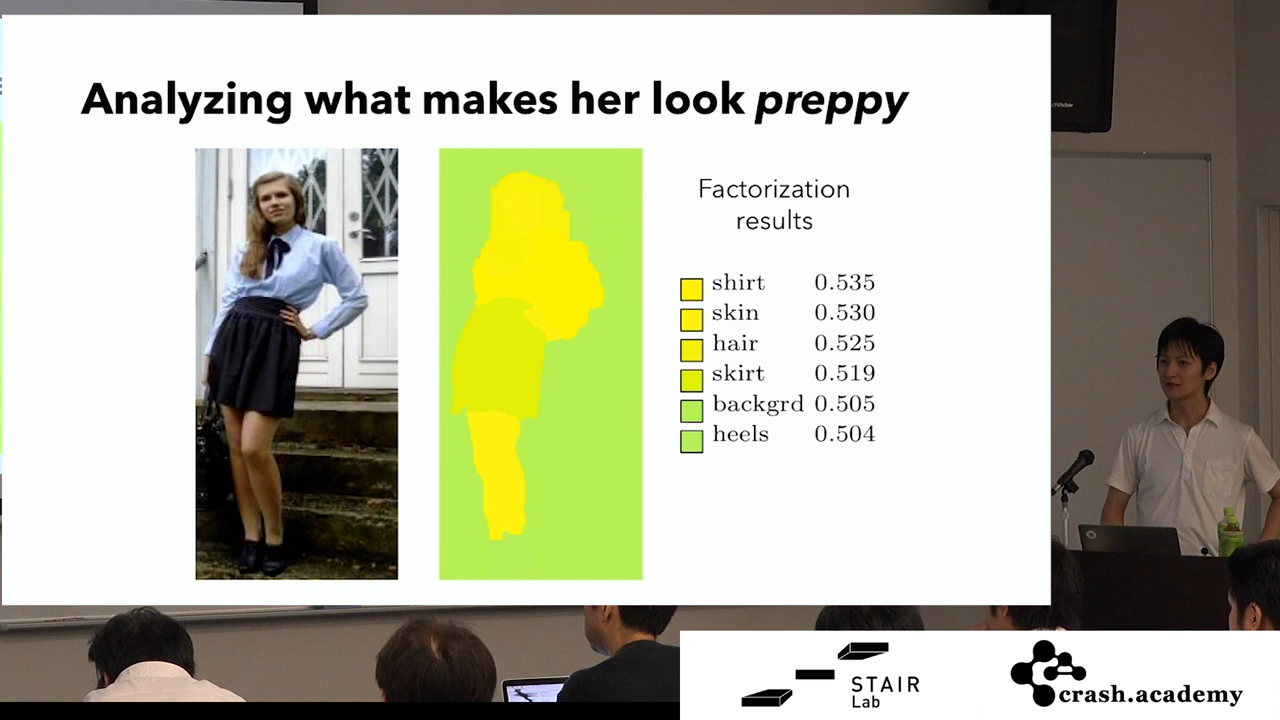 Analyzing what makes her look preppy
Factorization
results
shirt 0.535
skin 0.530
hair 0.525
skirt 0.519
backgrd 0.505
heels 0.504
STAIR
Lab
crash.academy